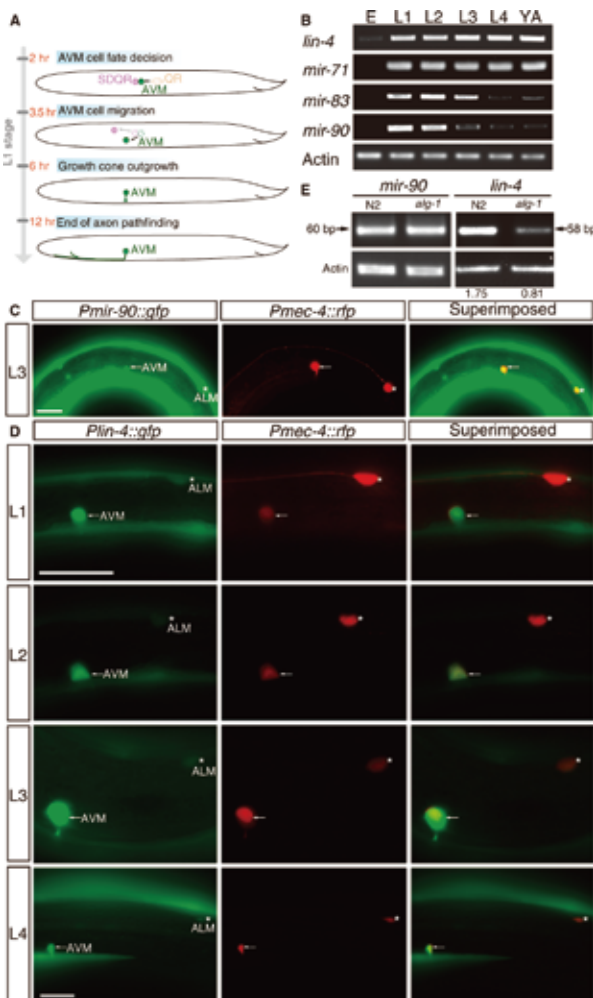 A
2 hr AVM cell fate decision
SDQR QR
AVM
3.5 hr AVM cell migration
6 hr Growth cone outgrowth
AVM
12 hr End of axon pathfinding
AVM
L1 stage
B
E L1 L2 L3 L4 YA
lin-4
mir-71
mir-83
mir-90
Actin
E
mir-90 lin-4
N2 alg-1 N2 alg-1
60 bp 58 bp
Actin
1.75 0.81
C Pmir-90::gfp Pmec-4::rfp Superimposed
L3
AVM
* *
ALM
D Plin-4::gfp Pmec-4::rfp Superimposed
L1
* ALM * *
AVM
L2
* ALM * *
AVM
L3
* ALM * *
AVM
L4
* ALM * *
AVM